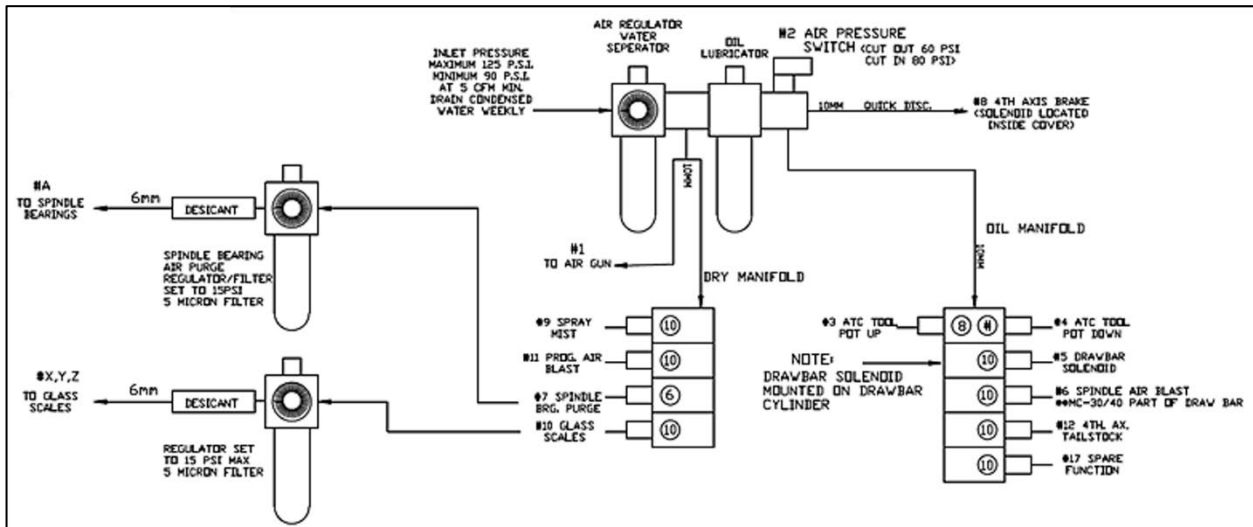 AIR REGULATOR
WATER
SEPERATOR
OIL
LUBRICATOR
#2 AIR PRESSURE
SWITCH (CUT OUT 60 PSI
CUT IN 80 PSI)
INLET PRESSURE
MAXIMUM 125 P.S.I.
MINIMUM 90 P.S.I.
AT 5 CFM MIN.
DRAIN CONDENSED
WATER WEEKLY
10MM QUICK DISC.
#8 4TH AXIS BRAKE
(SOLENOID LOCATED
INSIDE COVER)
10MM
#A
TO SPINDLE
BEARINGS
6mm
DESICANT
SPINDLE BEARING
AIR PURGE
REGULATOR/FILTER
SET TO 15PSI
5 MICRON FILTER
#1
TO AIR GUN
DRY MANIFOLD
OIL MANIFOLD
10MM
#9 SPRAY
MIST
10
#11 PROG. AIR
BLAST
10
#7 SPINDLE
BRG. PURGE
6
#10 GLASS
SCALES
10
#3 ATC TOOL
POT UP
8 #
#4 ATC TOOL
POT DOWN
NOTE:
DRAWBAR SOLENOID
MOUNTED ON DRAWBAR
CYLINDER
10
#5 DRAWBAR
SOLENOID
10
#6 SPINDLE AIR BLAST
**MC-30/40 PART OF DRAW BAR
10
#12 4TH. AX.
TAILSTOCK
10
#17 SPARE
FUNCTION
#X,Y,Z
TO GLASS
SCALES
6mm
DESICANT
REGULATOR SET
TO 15 PSI MAX
5 MICRON FILTER